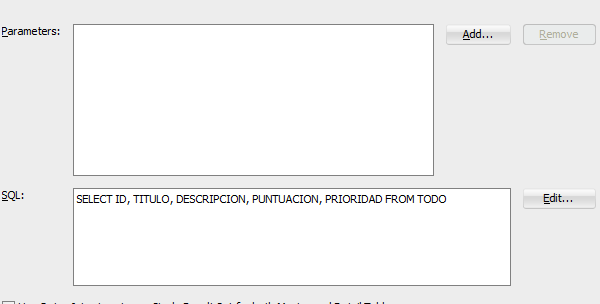 Parameters:
Add...
Remove
SQL:
SELECT ID, TITULO, DESCRIPCION, PUNTUACION, PRIORIDAD FROM TODO
Edit...